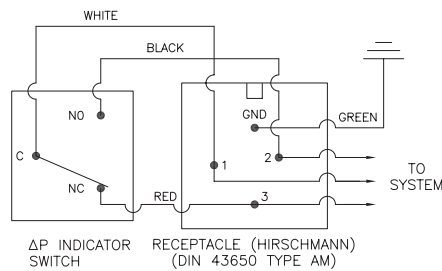 WHITE
BLACK
NO
GND
GREEN
C
1
2
TO
SYSTEM
NC
RED
3
ΔP INDICATOR
SWITCH
RECEPTACLE (HIRSCHMANN)
(DIN 43650 TYPE AM)